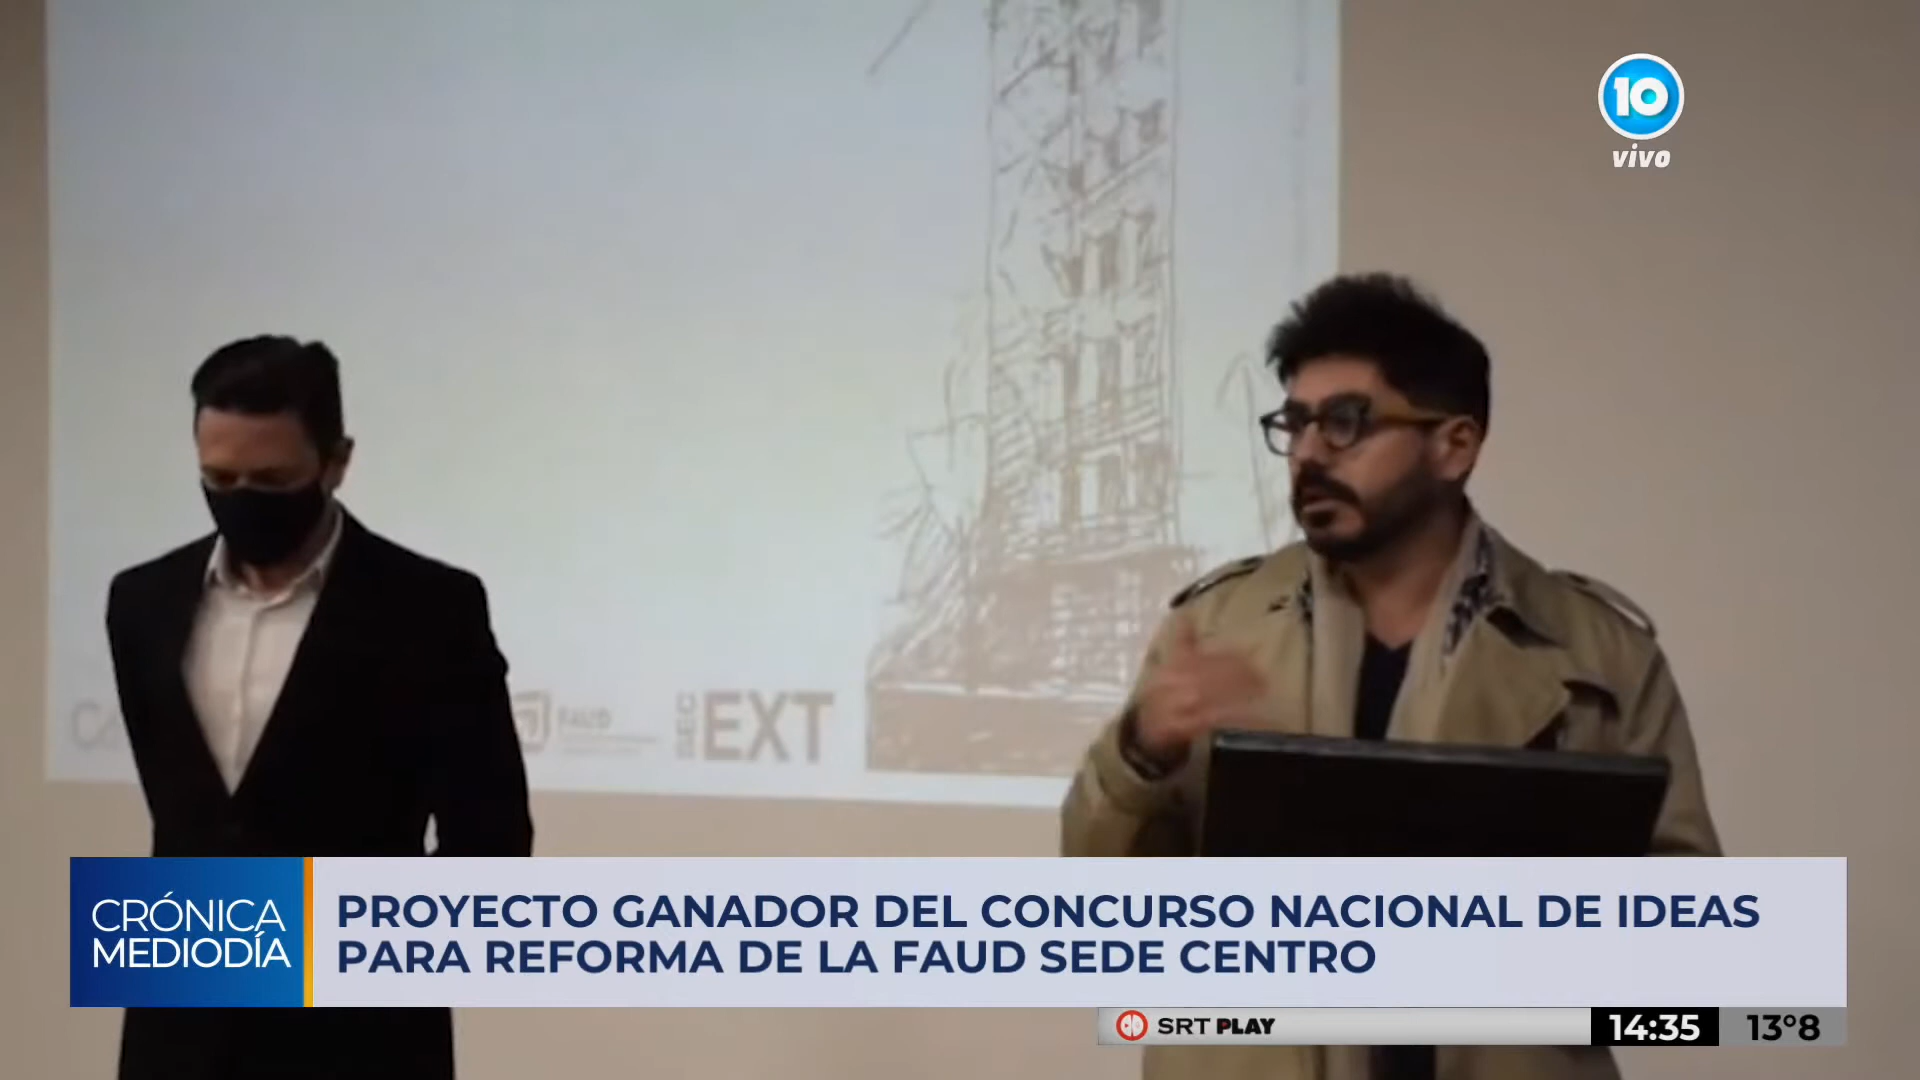 10
vivo
FAUD
EXT
CRÓNICA
MEDIODÍA
PROYECTO GANADOR DEL CONCURSO NACIONAL DE IDEAS
PARA REFORMA DE LA FAUD SEDE CENTRO
SRT PLAY
14:35
13°8